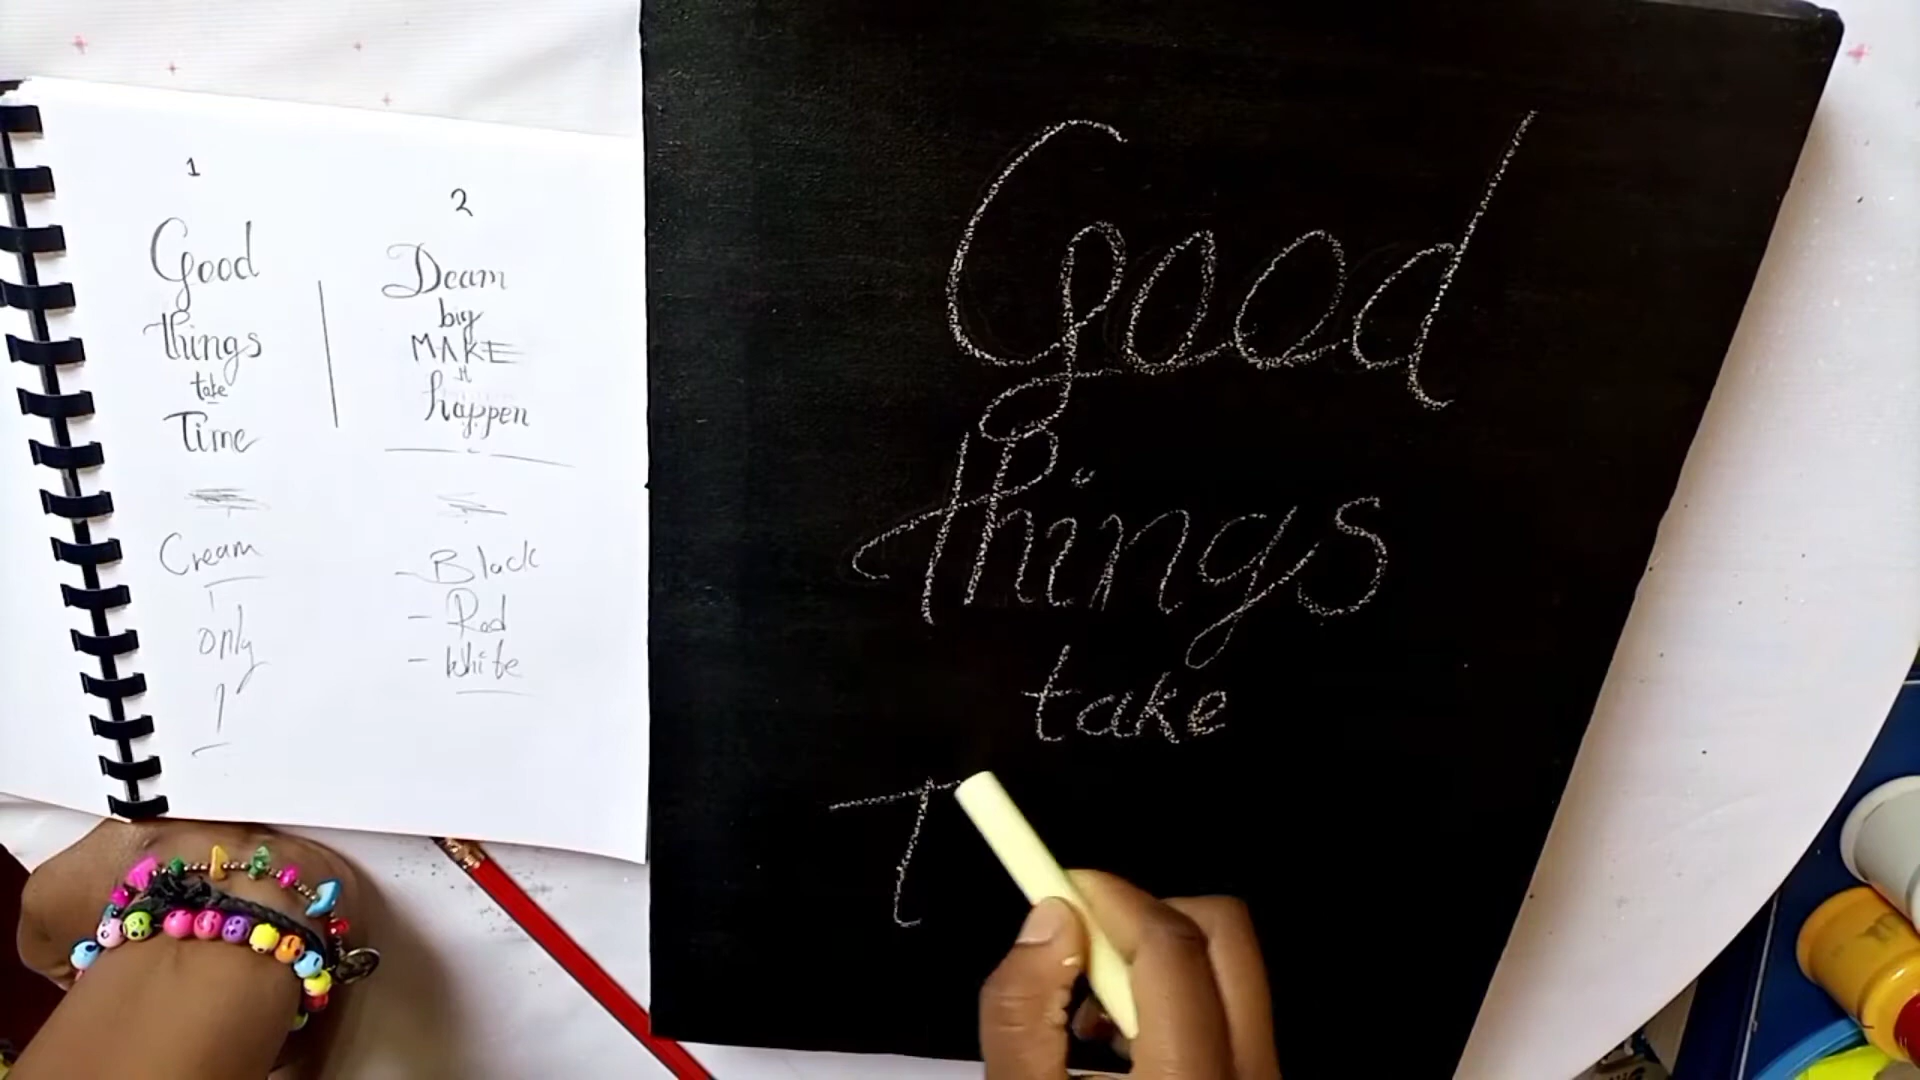 1
Good
things
take
Time
Cream
only
2
Deam
big
MAKE
it
happen
- Black
- Red
- White
Good
things
take
T